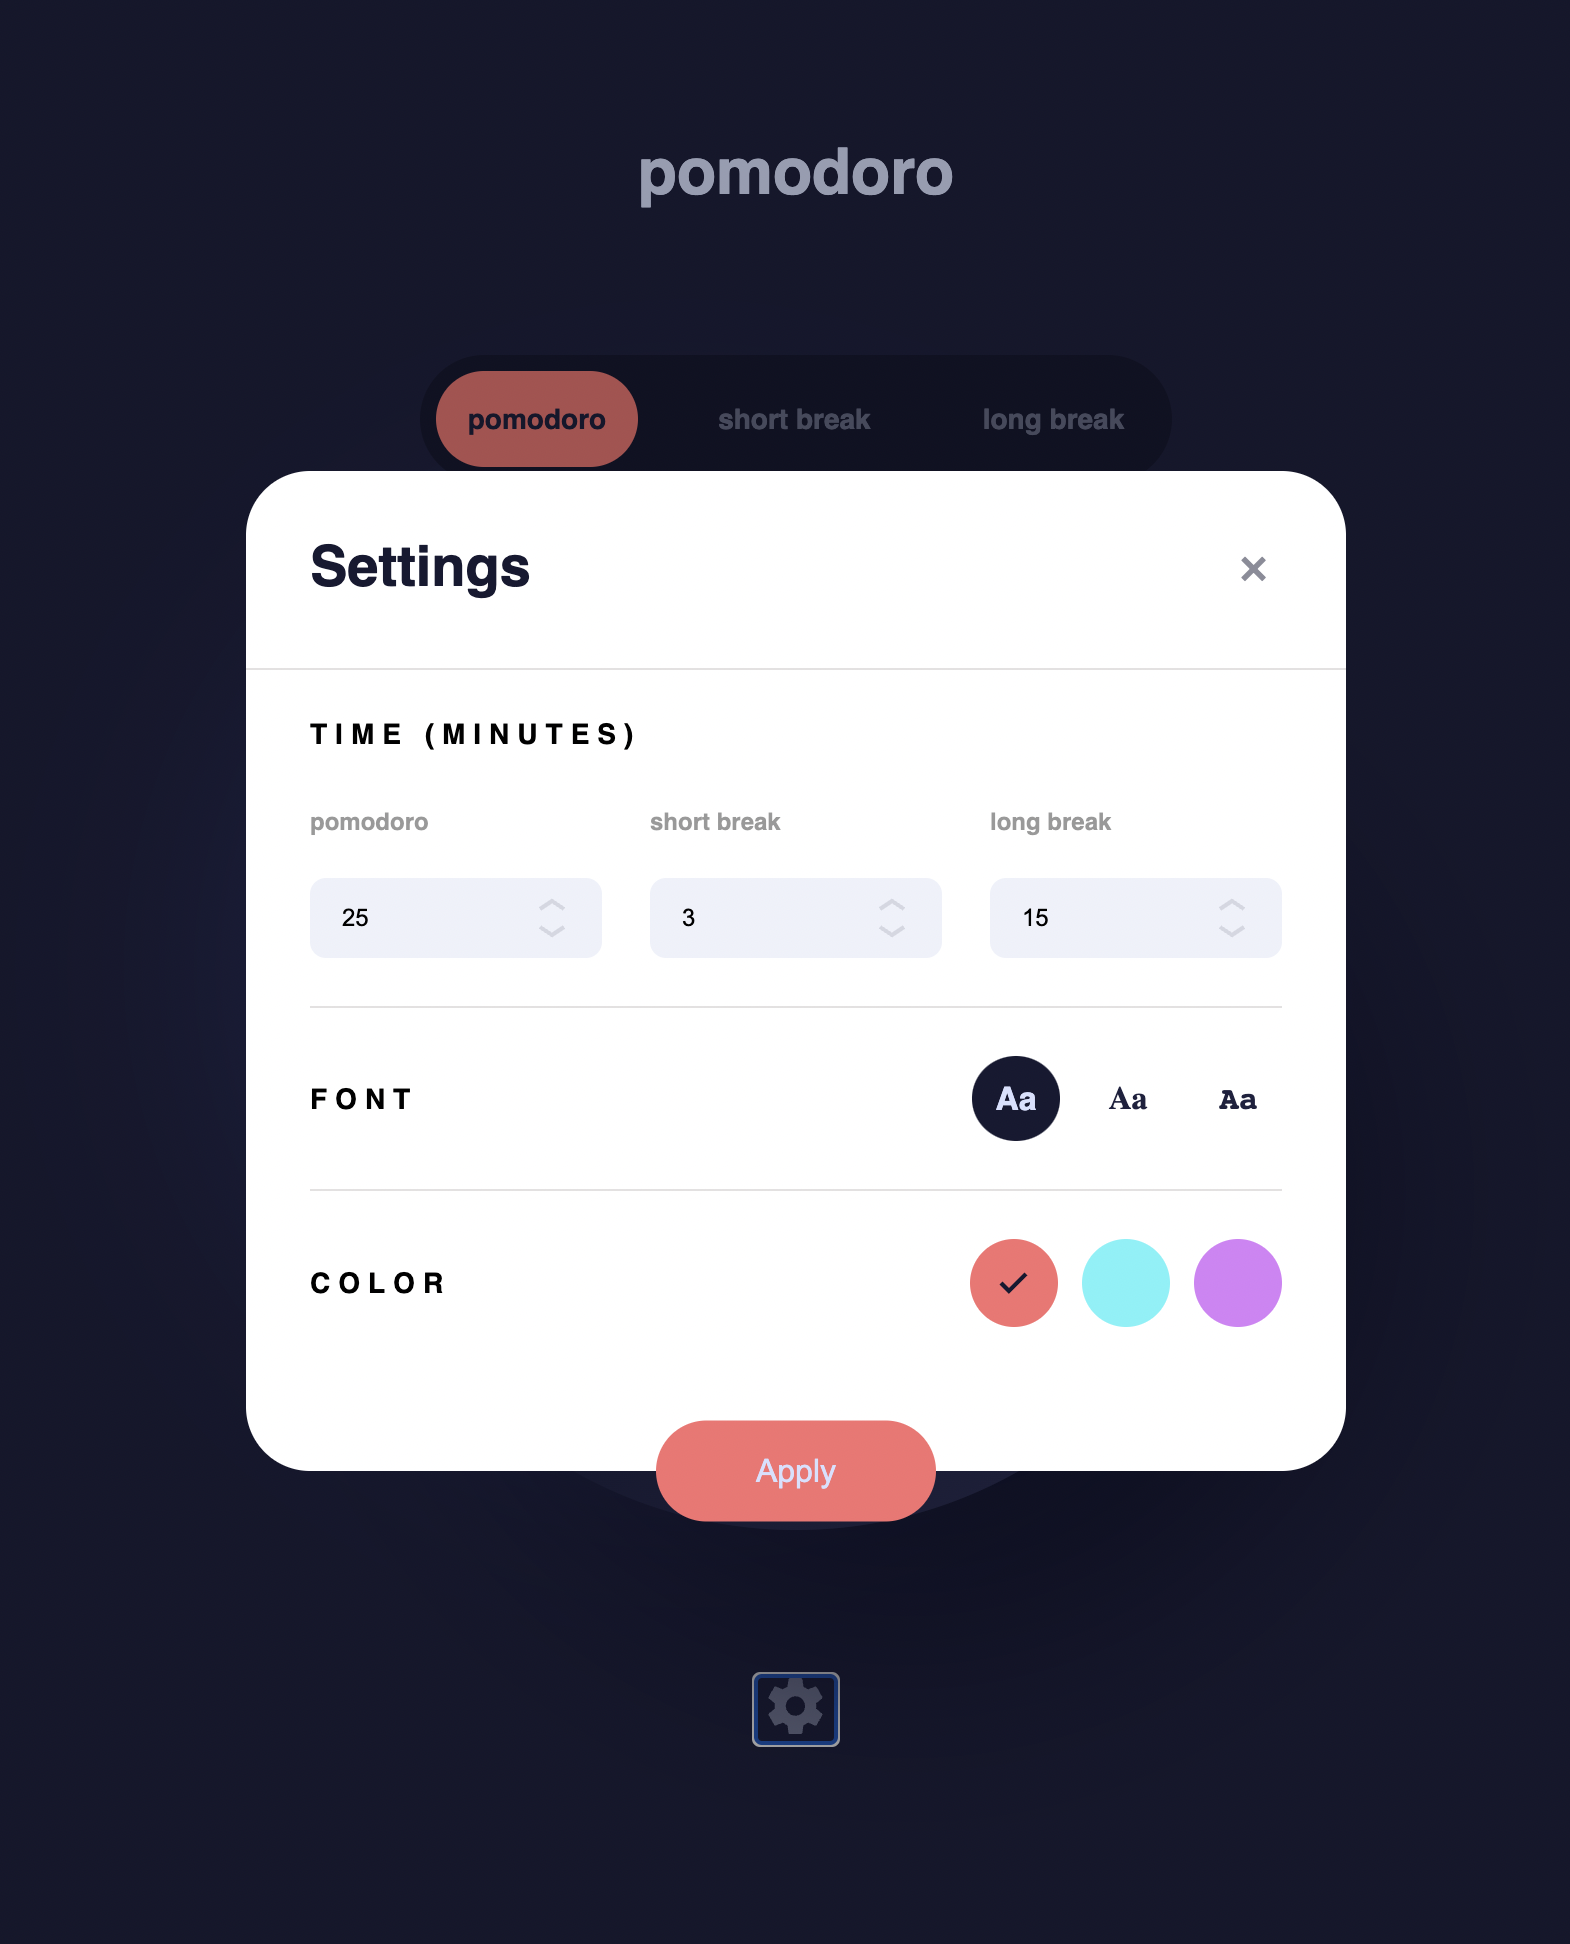 pomodoro
pomodoro short break long break
Settings
TIME (MINUTES)
pomodoro short break long break
25 3 15
FONT Aa Aa Aa
COLOR
Apply